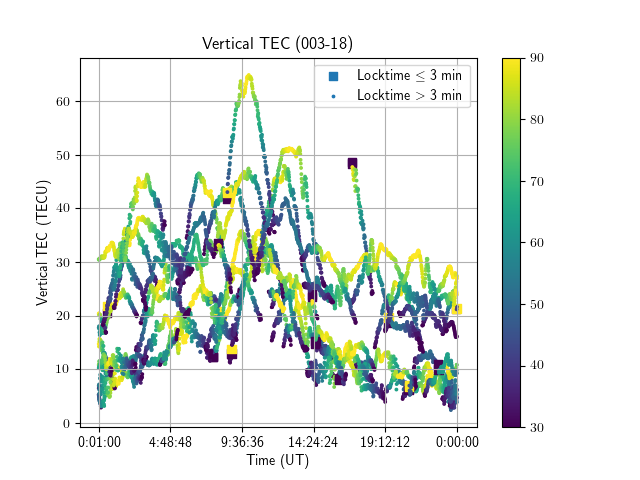 Vertical TEC (003-18)
Locktime ≤ 3 min
Locktime > 3 min
Vertical TEC (TECU)
60
50
40
30
20
10
0
0:01:00 4:48:48 9:36:36 14:24:24 19:12:12 0:00:00
Time (UT)
90
80
70
60
50
40
30